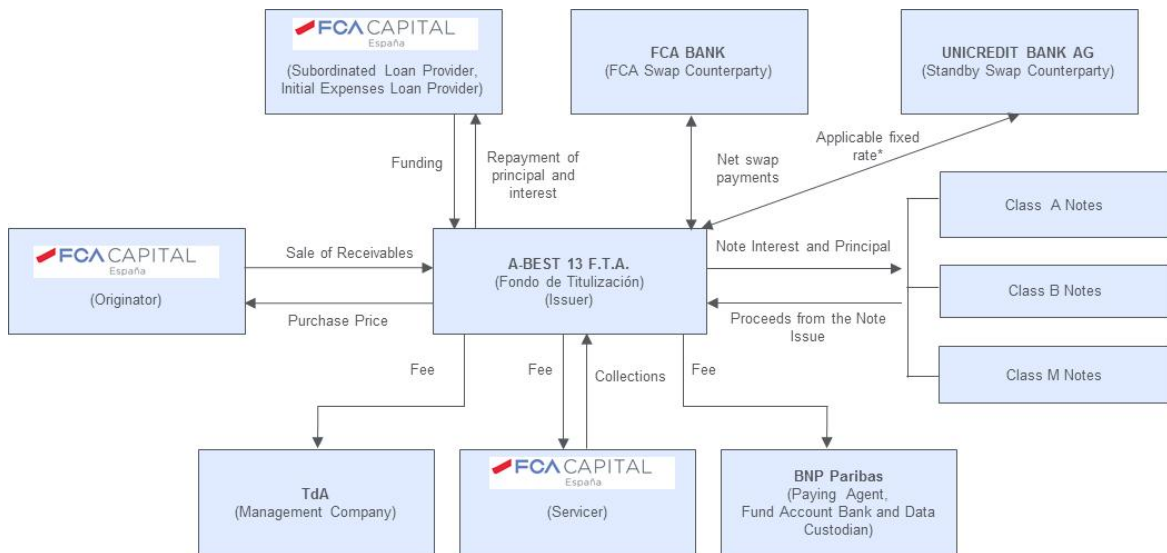 FCA CAPITAL
España
(Subordinated Loan Provider,
Initial Expenses Loan Provider)
FCA BANK
(FCA Swap Counterparty)
UNICREDIT BANK AG
(Standby Swap Counterparty)
Funding
Repayment of
principal and
interest
Net swap
payments
Applicable fixed
rate*
FCA CAPITAL
España
(Originator)
Sale of Receivables
Purchase Price
A-BEST 13 F.T.A.
(Fondo de Titulización)
(Issuer)
Note Interest and Principal
Proceeds from the Note
Issue
Class A Notes
Class B Notes
Class M Notes
Fee
Fee
Collections
Fee
TdA
(Management Company)
FCA CAPITAL
España
(Servicer)
BNP Paribas
(Paying Agent,
Fund Account Bank and Data
Custodian)